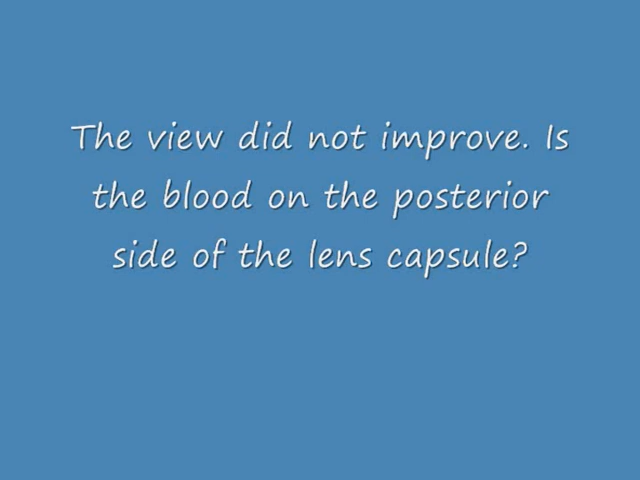 The view did not improve. Is
the blood on the posterior
side of the lens capsule?